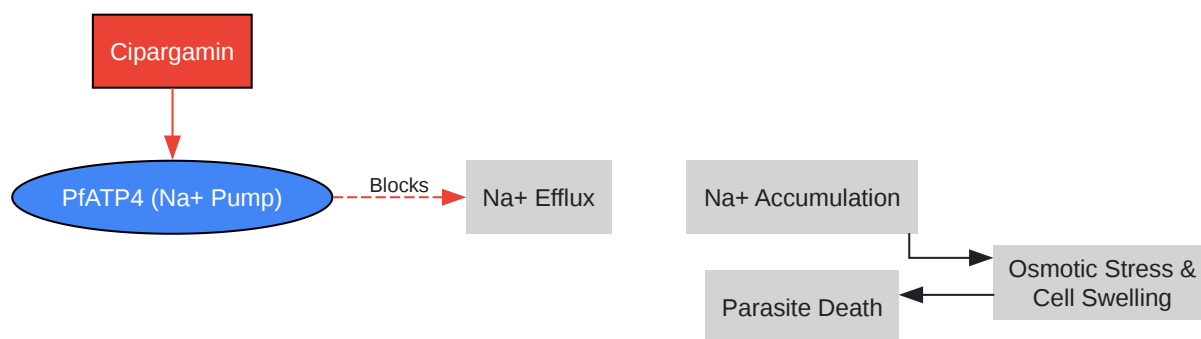 Cipargamin
PfATP4 (Na+ Pump)
Blocks
Na+ Efflux
Na+ Accumulation
Osmotic Stress &
Cell Swelling
Parasite Death